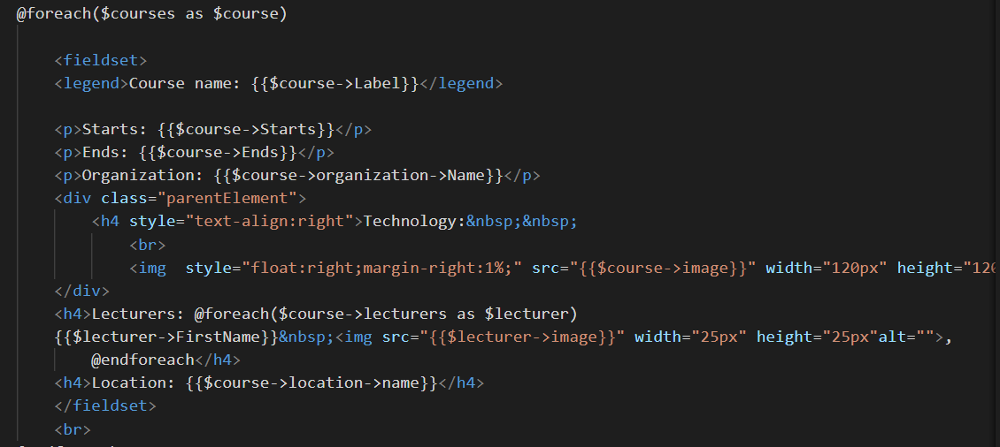 @foreach($courses as $course)
<fieldset>
<legend>Course name: {{$course->Label}}</legend>
<p>Starts: {{$course->Starts}}</p>
<p>Ends: {{$course->Ends}}</p>
<p>Organization: {{$course->organization->Name}}</p>
<div class="parentElement">
<h4 style="text-align:right">Technology:&nbsp;&nbsp;
<br>
<img  style="float:right;margin-right:1%;" src="{{$course->image}}" width="120px" height="120
</div>
<h4>Lecturers: @foreach($course->lecturers as $lecturer)
{{$lecturer->FirstName}}&nbsp;<img src="{{$lecturer->image}}" width="25px" height="25px"alt="">,
@endforeach</h4>
<h4>Location: {{$course->location->name}}</h4>
</fieldset>
<br>